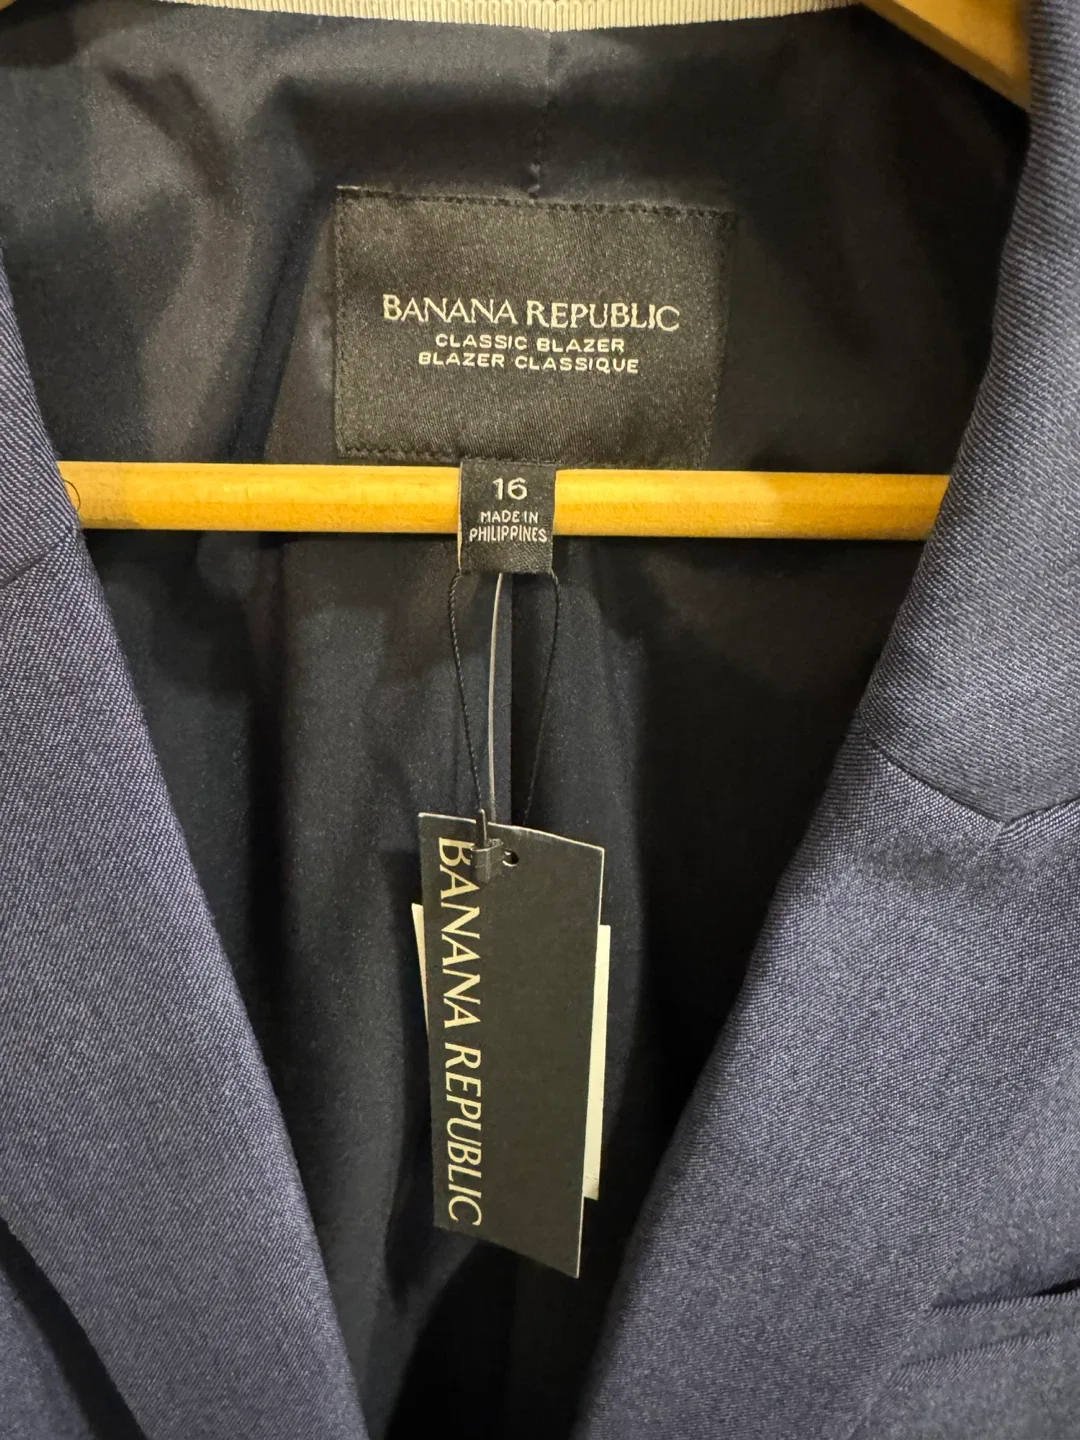 BANANA REPUBLIC
CLASSIC BLAZER
BLAZER CLASSIQUE
16
MADE IN
PHILIPPINES
BANANA REPUBLIC